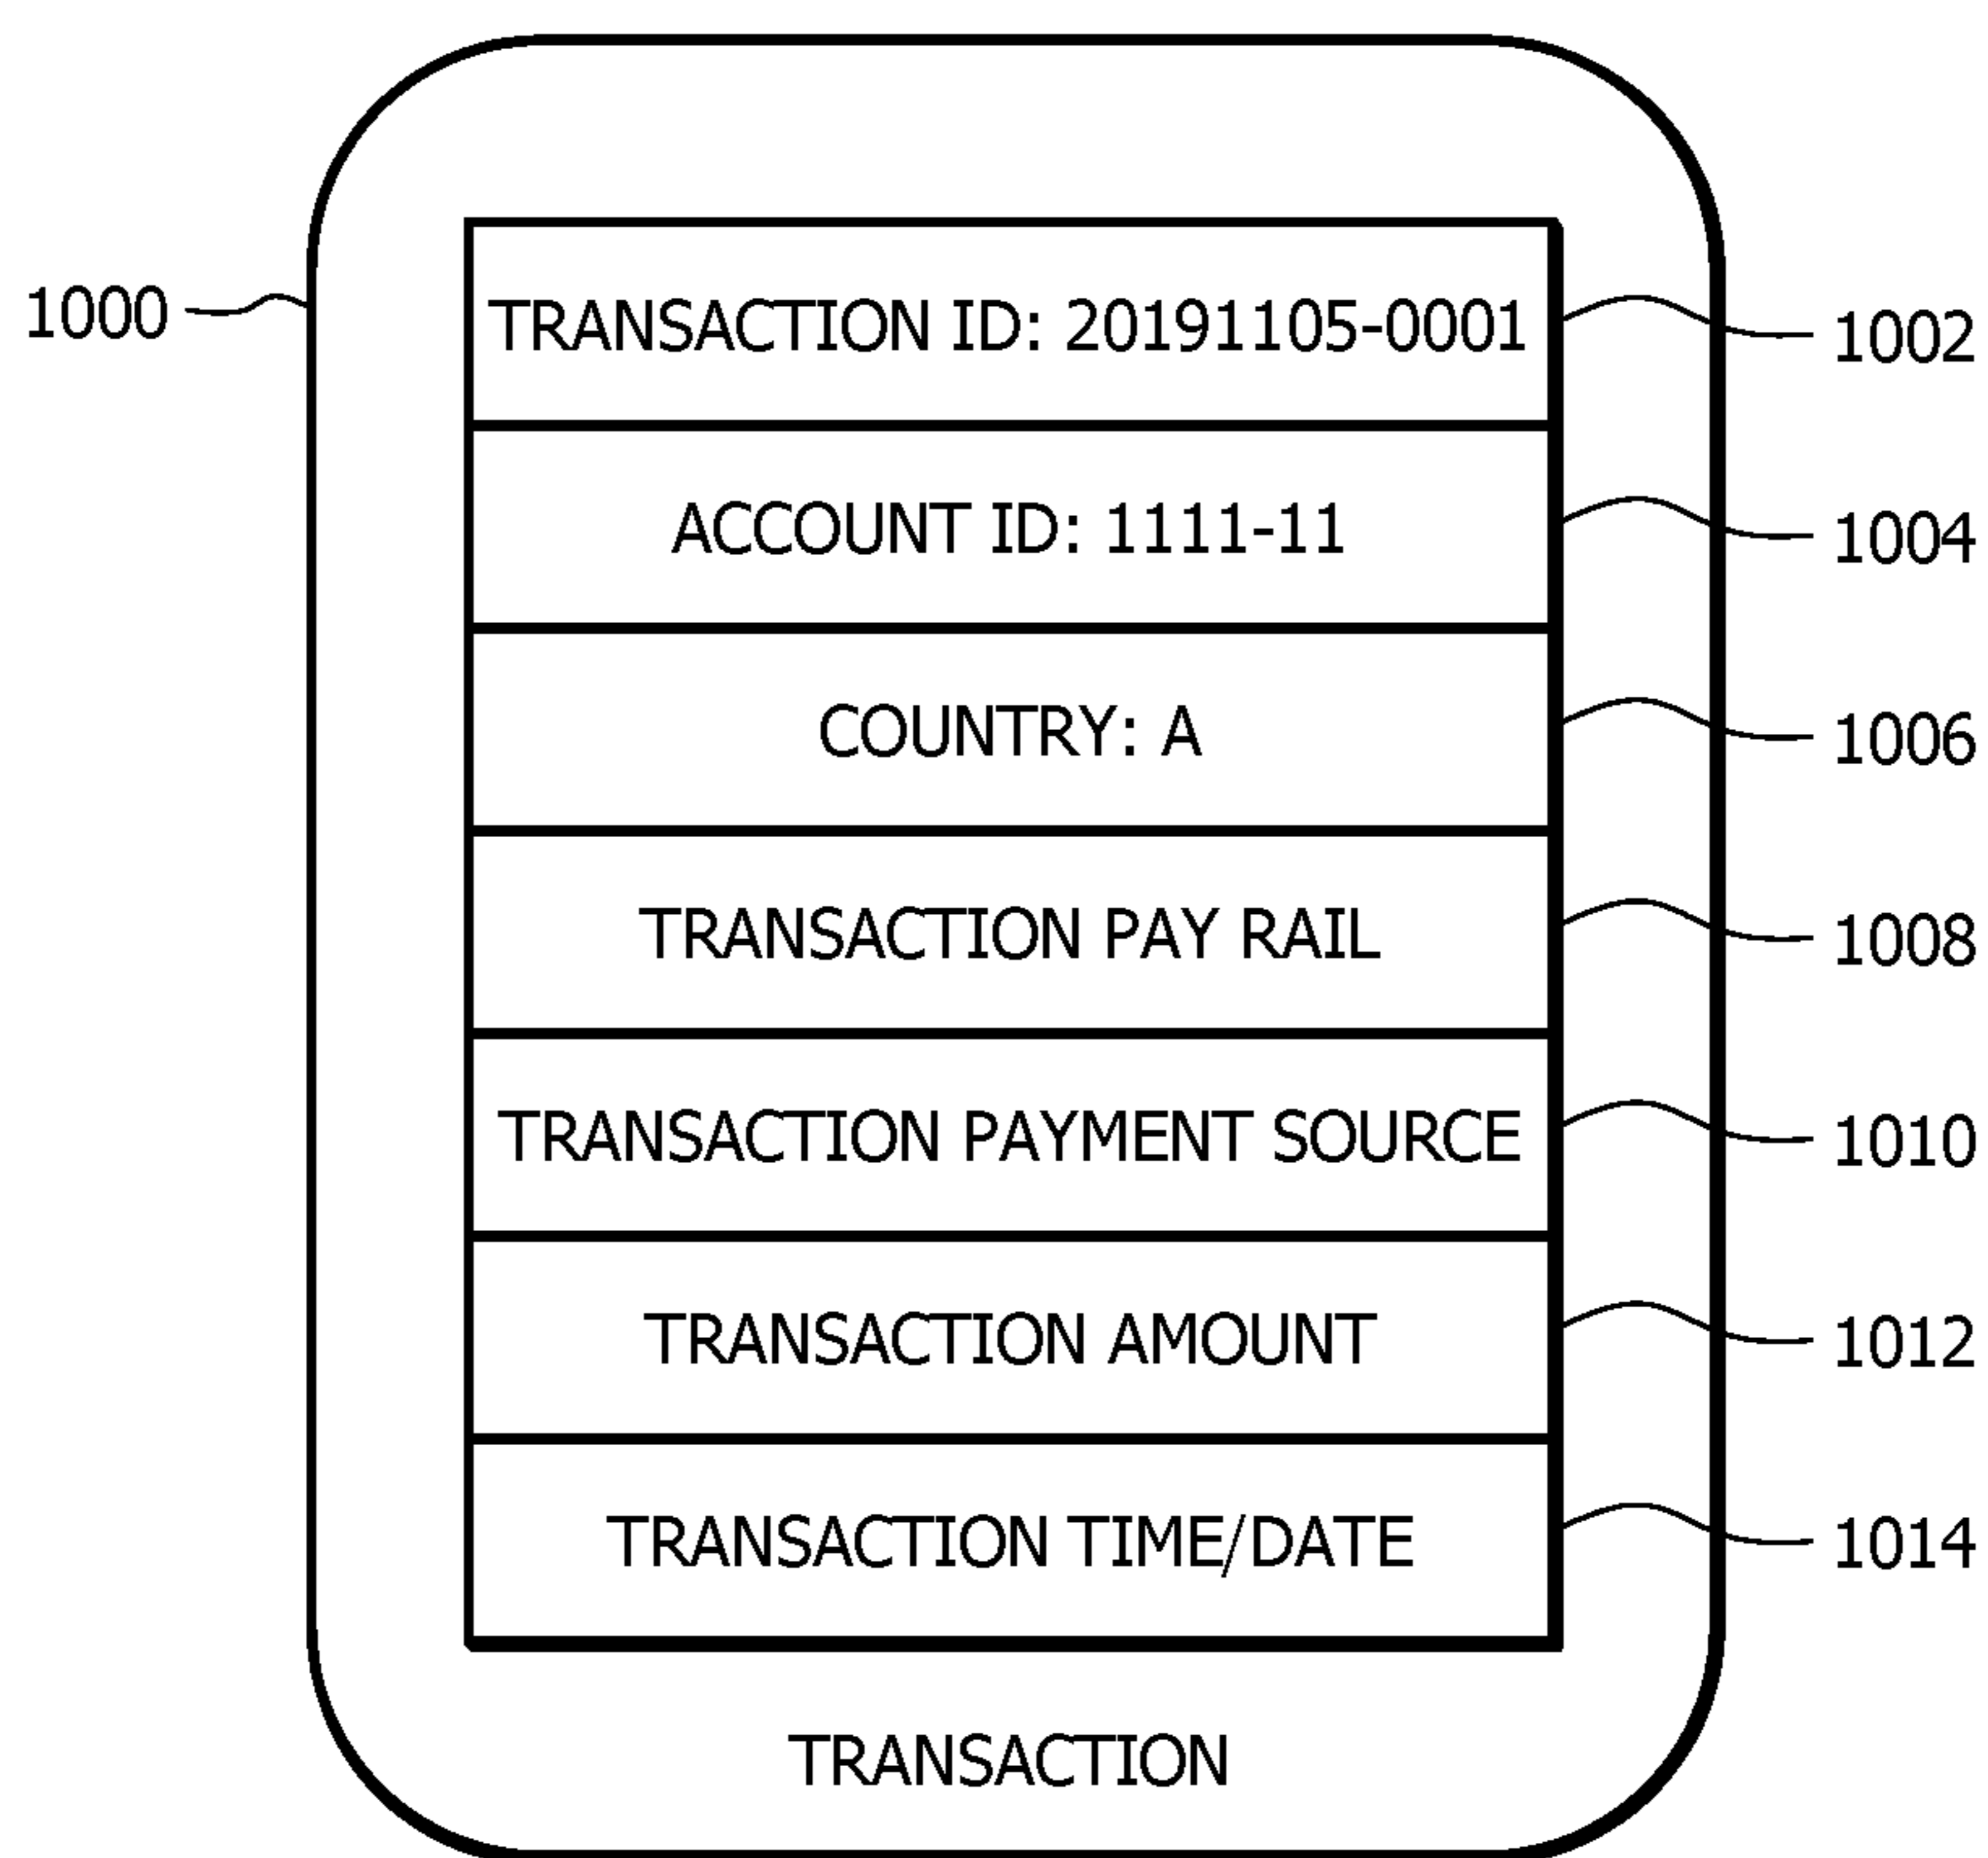 1000
TRANSACTION ID: 20191105-0001
1002
ACCOUNT ID: 1111-11
1004
COUNTRY: A
1006
TRANSACTION PAY RAIL
1008
TRANSACTION PAYMENT SOURCE
1010
TRANSACTION AMOUNT
1012
TRANSACTION TIME/DATE
1014
TRANSACTION